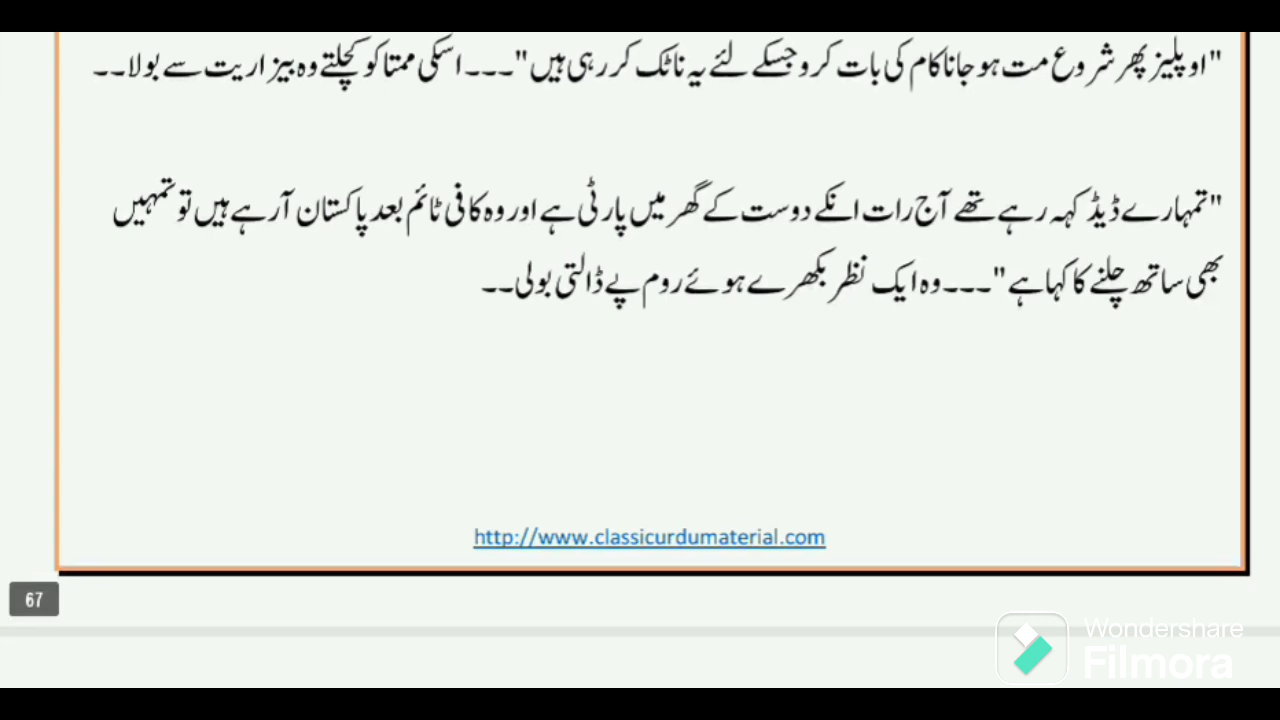 "او پلیز پھر شروع مت ہو جانا کام کی بات کرو جسکے لئے یہ ناٹک کر رہی ہیں"۔۔۔ اسکی ممتا کو کچلتے وہ بیزاریت سے بولا۔۔
"تمہارے ڈیڈ کہہ رہے تھے آج رات انکے دوست کے گھر میں پارٹی ہے اور وہ کافی ٹائم بعد پاکستان آرہے ہیں تو تمہیں
بھی ساتھ چلنے کا کہا ہے"۔۔۔ وہ ایک نظر بکھرے ہوئے روم پے ڈالتی بولی۔۔
http://www.classicurdumaterial.com
67
Wondershare
Filmora